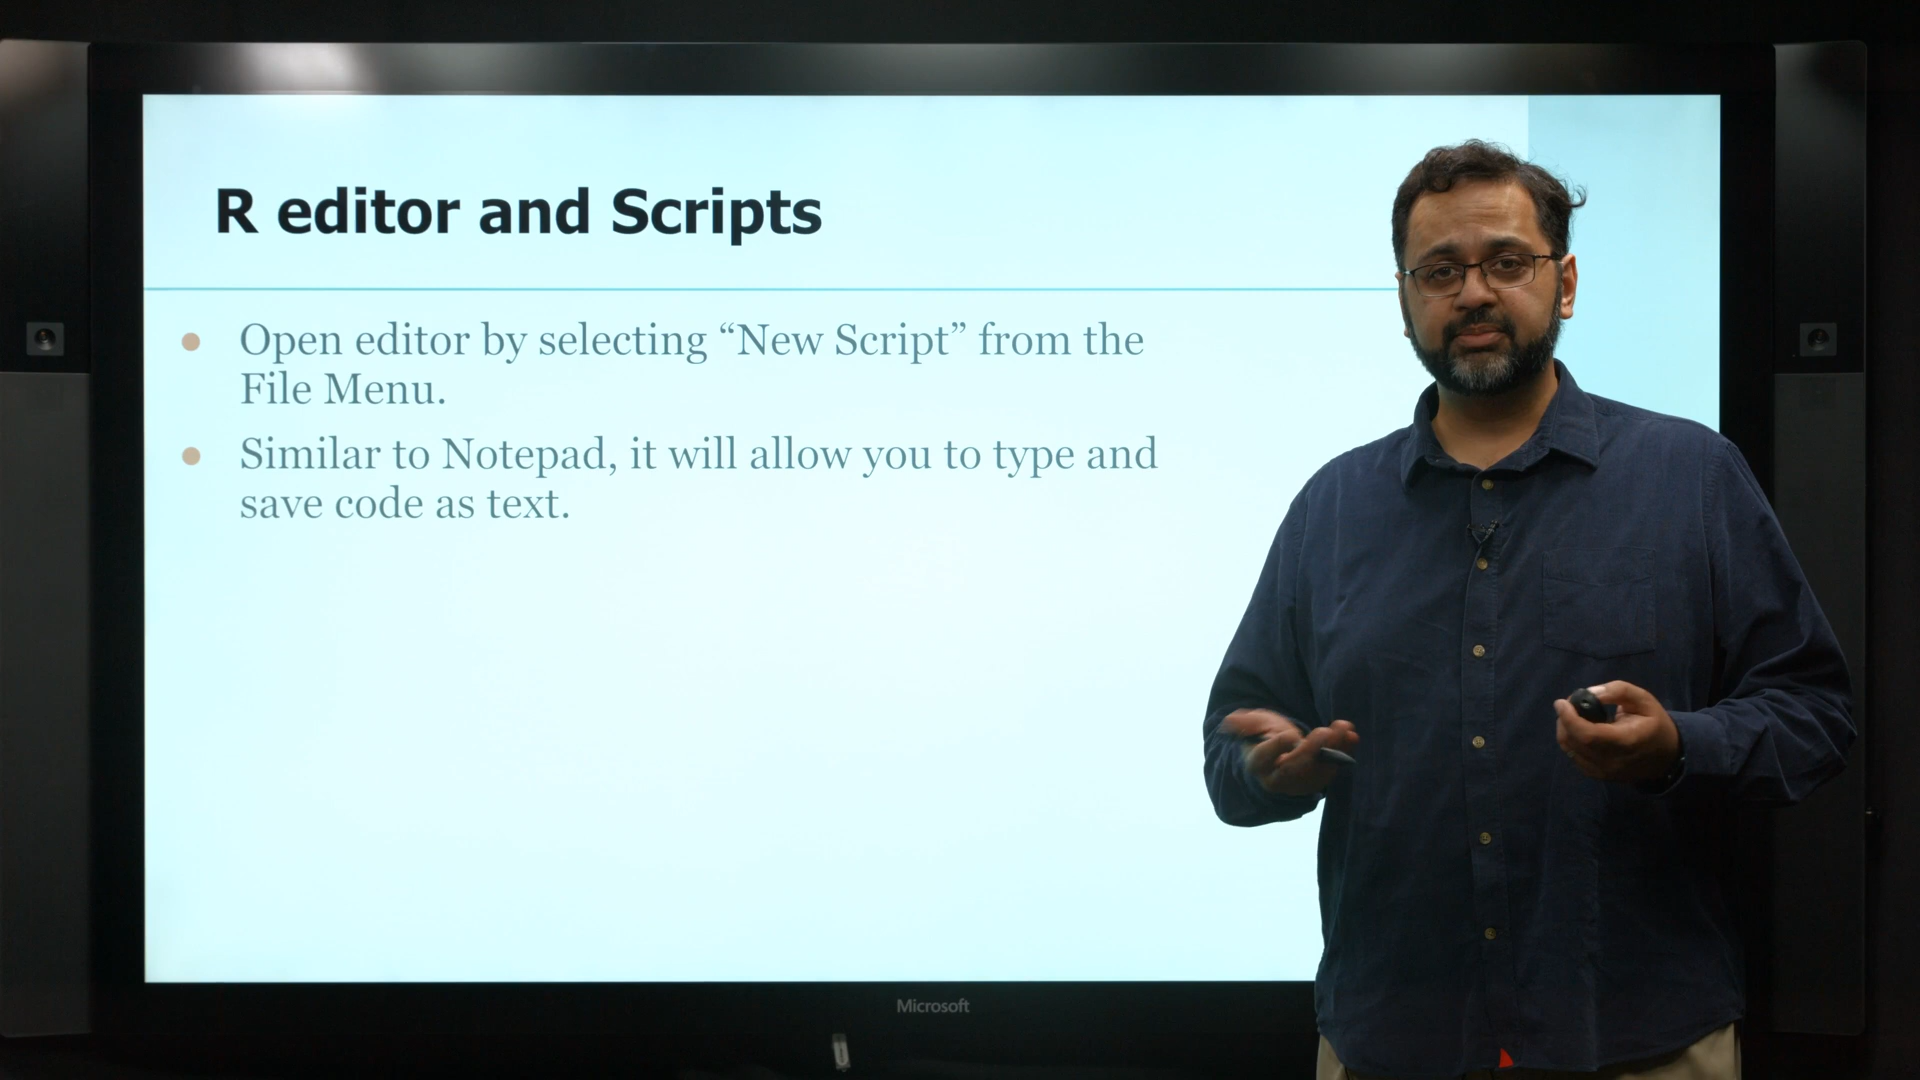 R editor and Scripts
Open editor by selecting “New Script” from the
File Menu.
Similar to Notepad, it will allow you to type and
save code as text.
Microsoft